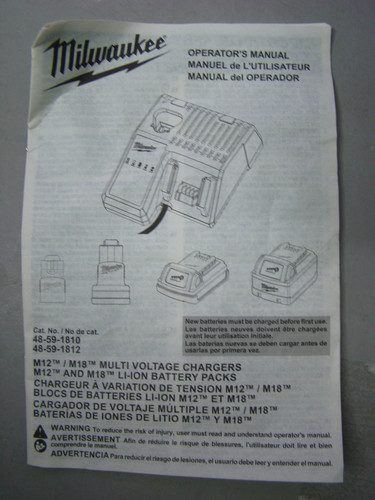 Milwaukee
OPERATOR'S MANUAL
MANUEL de L'UTILISATEUR
MANUAL del OPERADOR
Milwaukee
Milwaukee
New batteries must be charged before first use.
Les batteries neuves doivent être chargées
avant leur utilisation initiale.
Las baterias nuevas se deben cargar antes de
usarlas por primera vez.
Cat. No. / No de cat.
48-59-1810
48-59-1812
M12™ / M18™ MULTI VOLTAGE CHARGERS
M12™ AND M18™ LI-ION BATTERY PACKS
CHARGEUR À VARIATION DE TENSION M12™ / M18™
BLOCS DE BATTERIES LI-ION M12™ ET M18™
CARGADOR DE VOLTAJE MÚLTIPLE M12™ / M18™
BATERIAS DE IONES DE LITIO M12™ Y M18™
WARNING To reduce the risk of injury, user must read and understand operator's manual.
AVERTISSEMENT Afin de réduire le risque de blessures, l'utilisateur doit lire et bien
comprendre le manuel.
ADVERTENCIA Para reducir el riesgo de lesiones, el usuario debe leer y entender el manual.